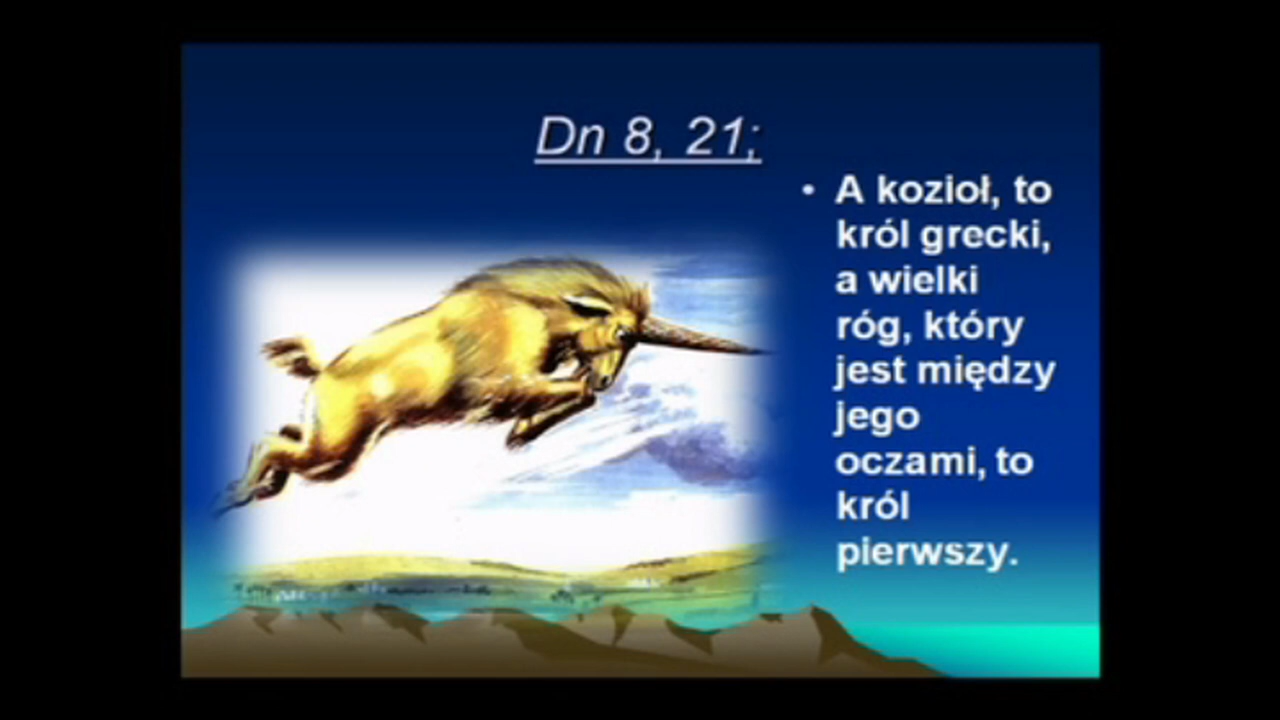 Dn 8, 21;
• A kozioł, to
król grecki,
a wielki
róg, który
jest między
jego
oczami, to
król
pierwszy.